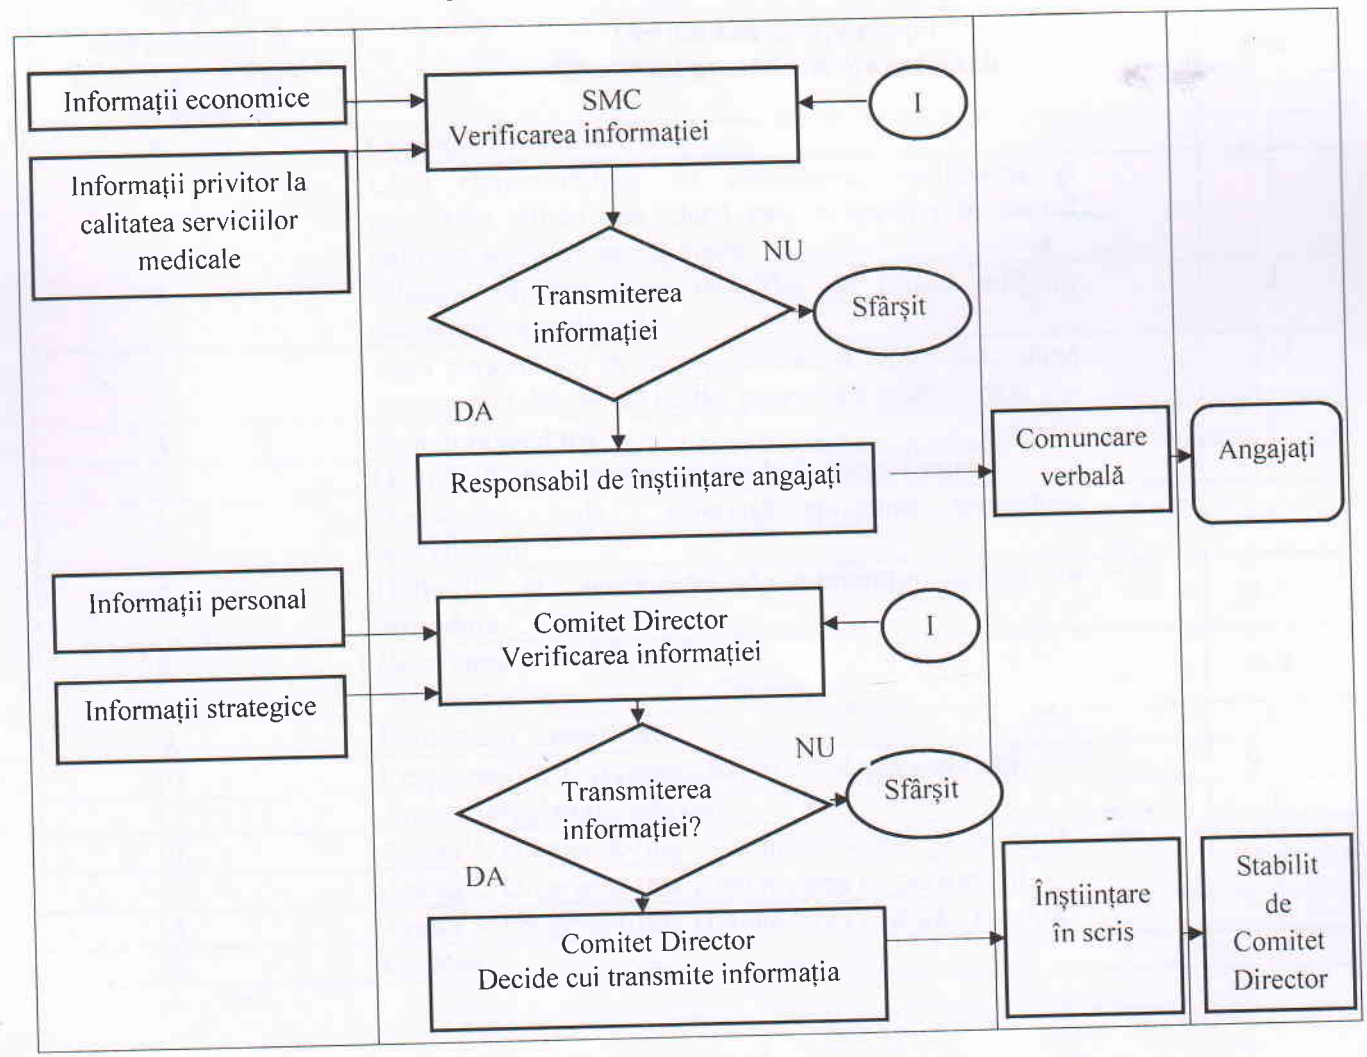 Informații economice
SMC
Verificarea informației
I
Informații privitor la
calitatea serviciilor
medicale
NU
Transmiterea
informației
Sfârșit
DA
Responsabil de înștiințare angajați
Comuncare
verbală
Angajați
Informații personal
Comitet Director
Verificarea informației
I
Informații strategice
NU
Transmiterea
informației?
Sfârșit
DA
Comitet Director
Decide cui transmite informația
Înștiințare
în scris
Stabilit
de
Comitet
Director